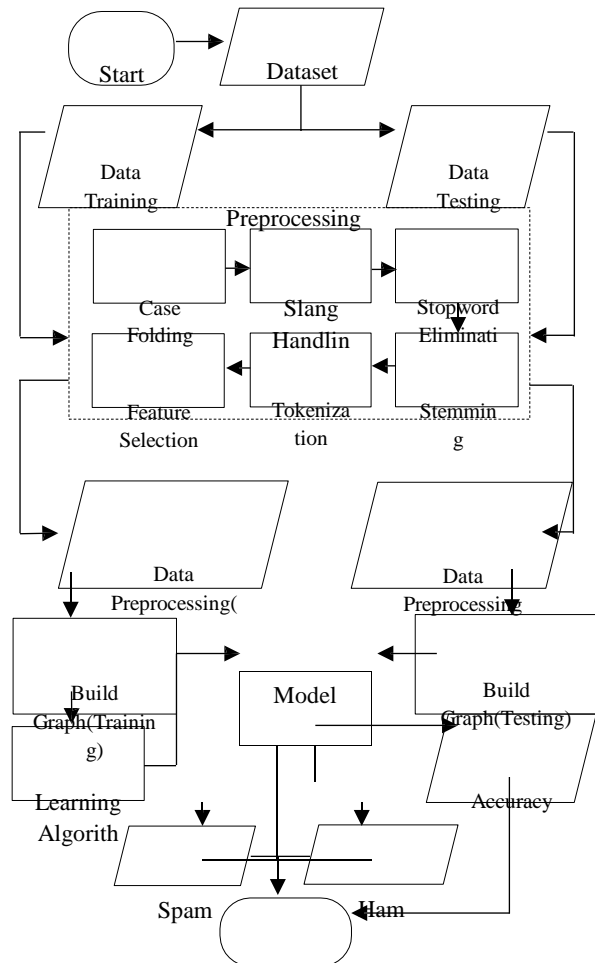 Start
Dataset
Data
Training
Data
Testing
Preprocessing
Case
Folding
Slang
Handlin
Stopword
Eliminati
Feature
Selection
Tokeniza
tion
Stemmin
g
Data
Preprocessing(
Data
Preprocessing
Build
Graph(Trainin
g)
Model
Build
Graph(Testing)
Learning
Algorith
Accuracy
Spam
Ham